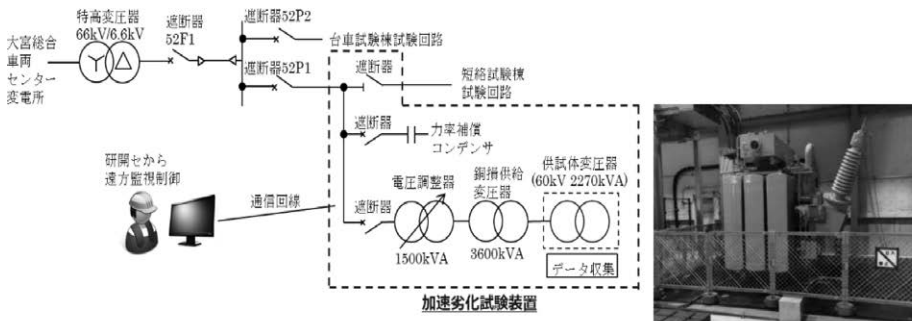 特高変圧器
66kV/6.6kV
遮断器
52F1
遮断器52P2
台車試験棟試験回路
大宮総合
車両
センター
変電所
遮断器52P1
遮断器
短絡試験棟
試験回路
遮断器
力率補償
コンデンサ
研開セから
遠方監視制御
通信回線
遮断器
電圧調整器
1500kVA
銅損供給
変圧器
3600kVA
供試体変圧器
(60kV 2270kVA)
データ収集
加速劣化試験装置